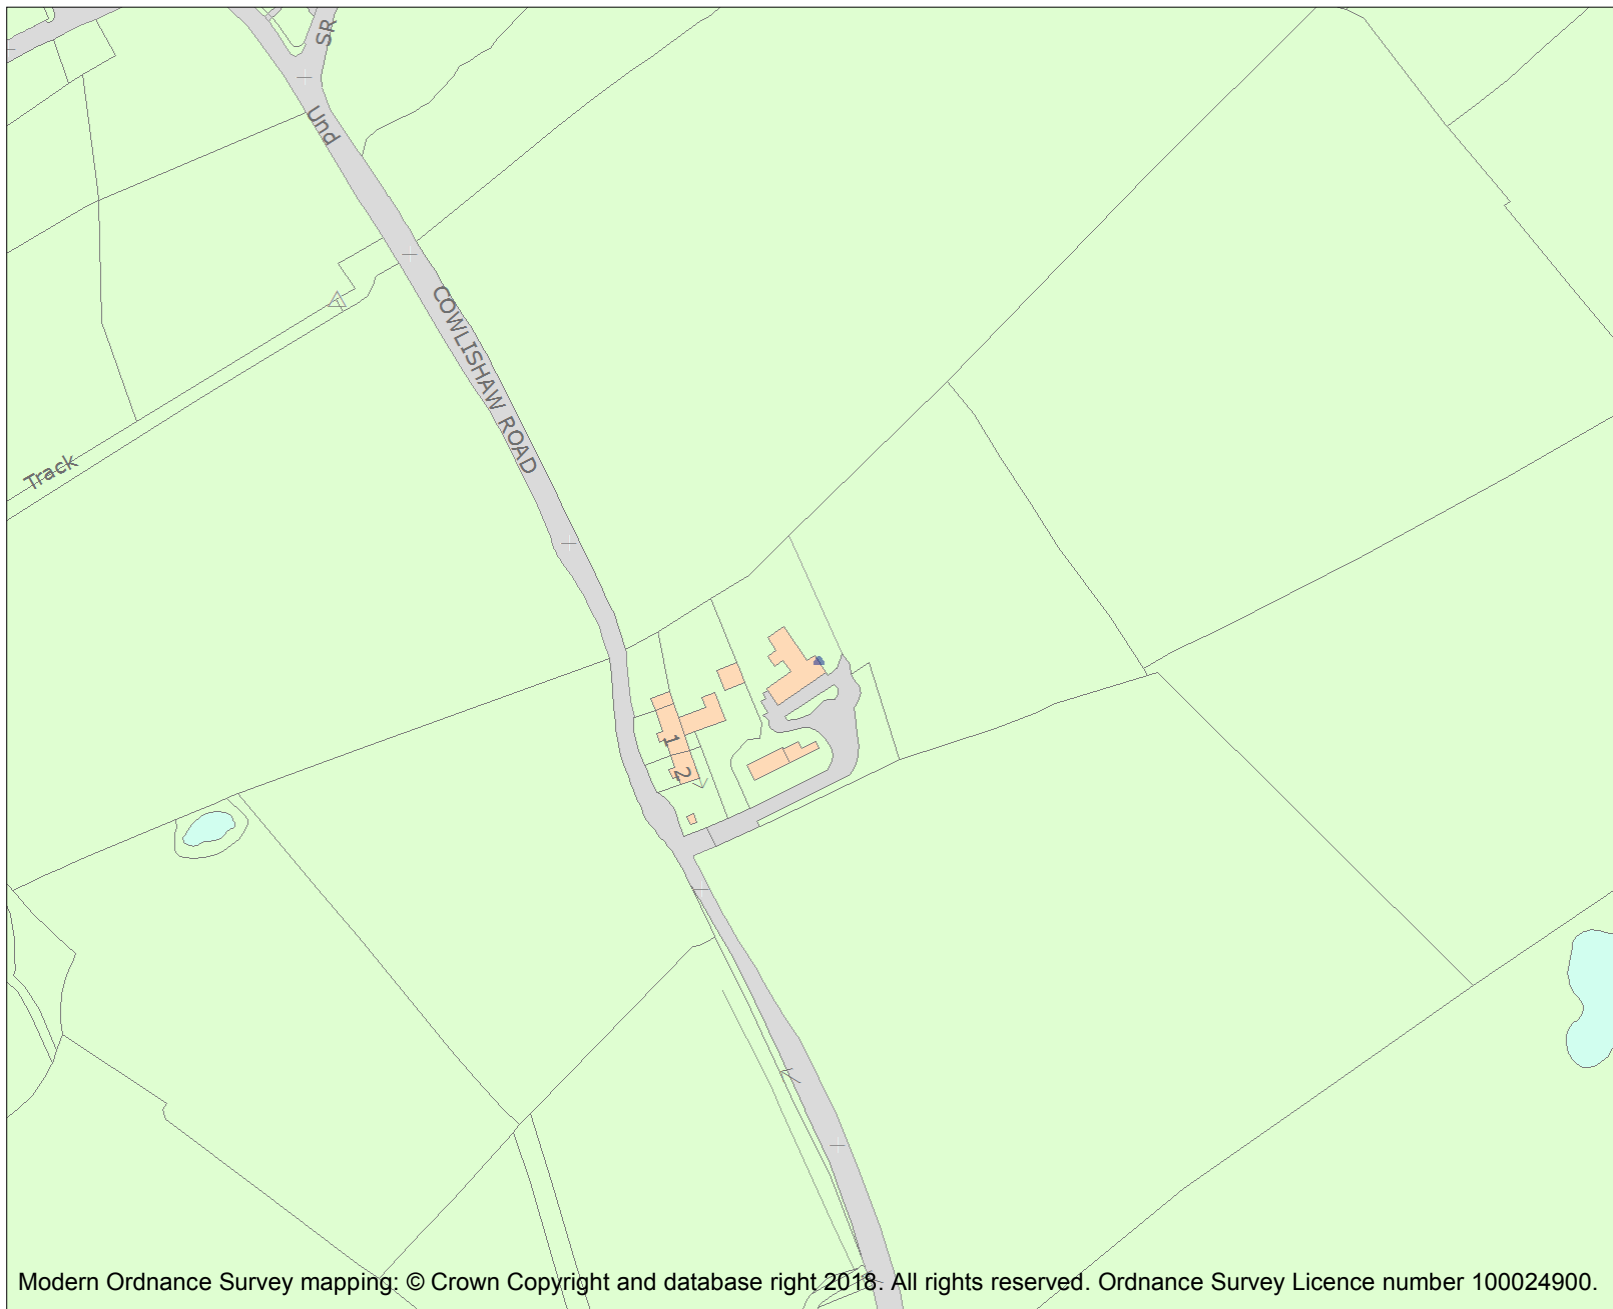 SR
Und
COWLISHAW ROAD
Track
1
2
Modern Ordnance Survey mapping: © Crown Copyright and database right 2018. All rights reserved. Ordnance Survey Licence number 100024900.